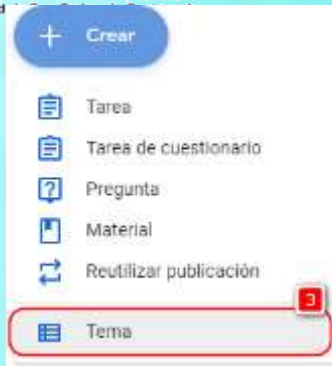 + Crear
Tarea
Tarea de cuestionario
Pregunta
Material
Reutilizar publicación
3
Tema